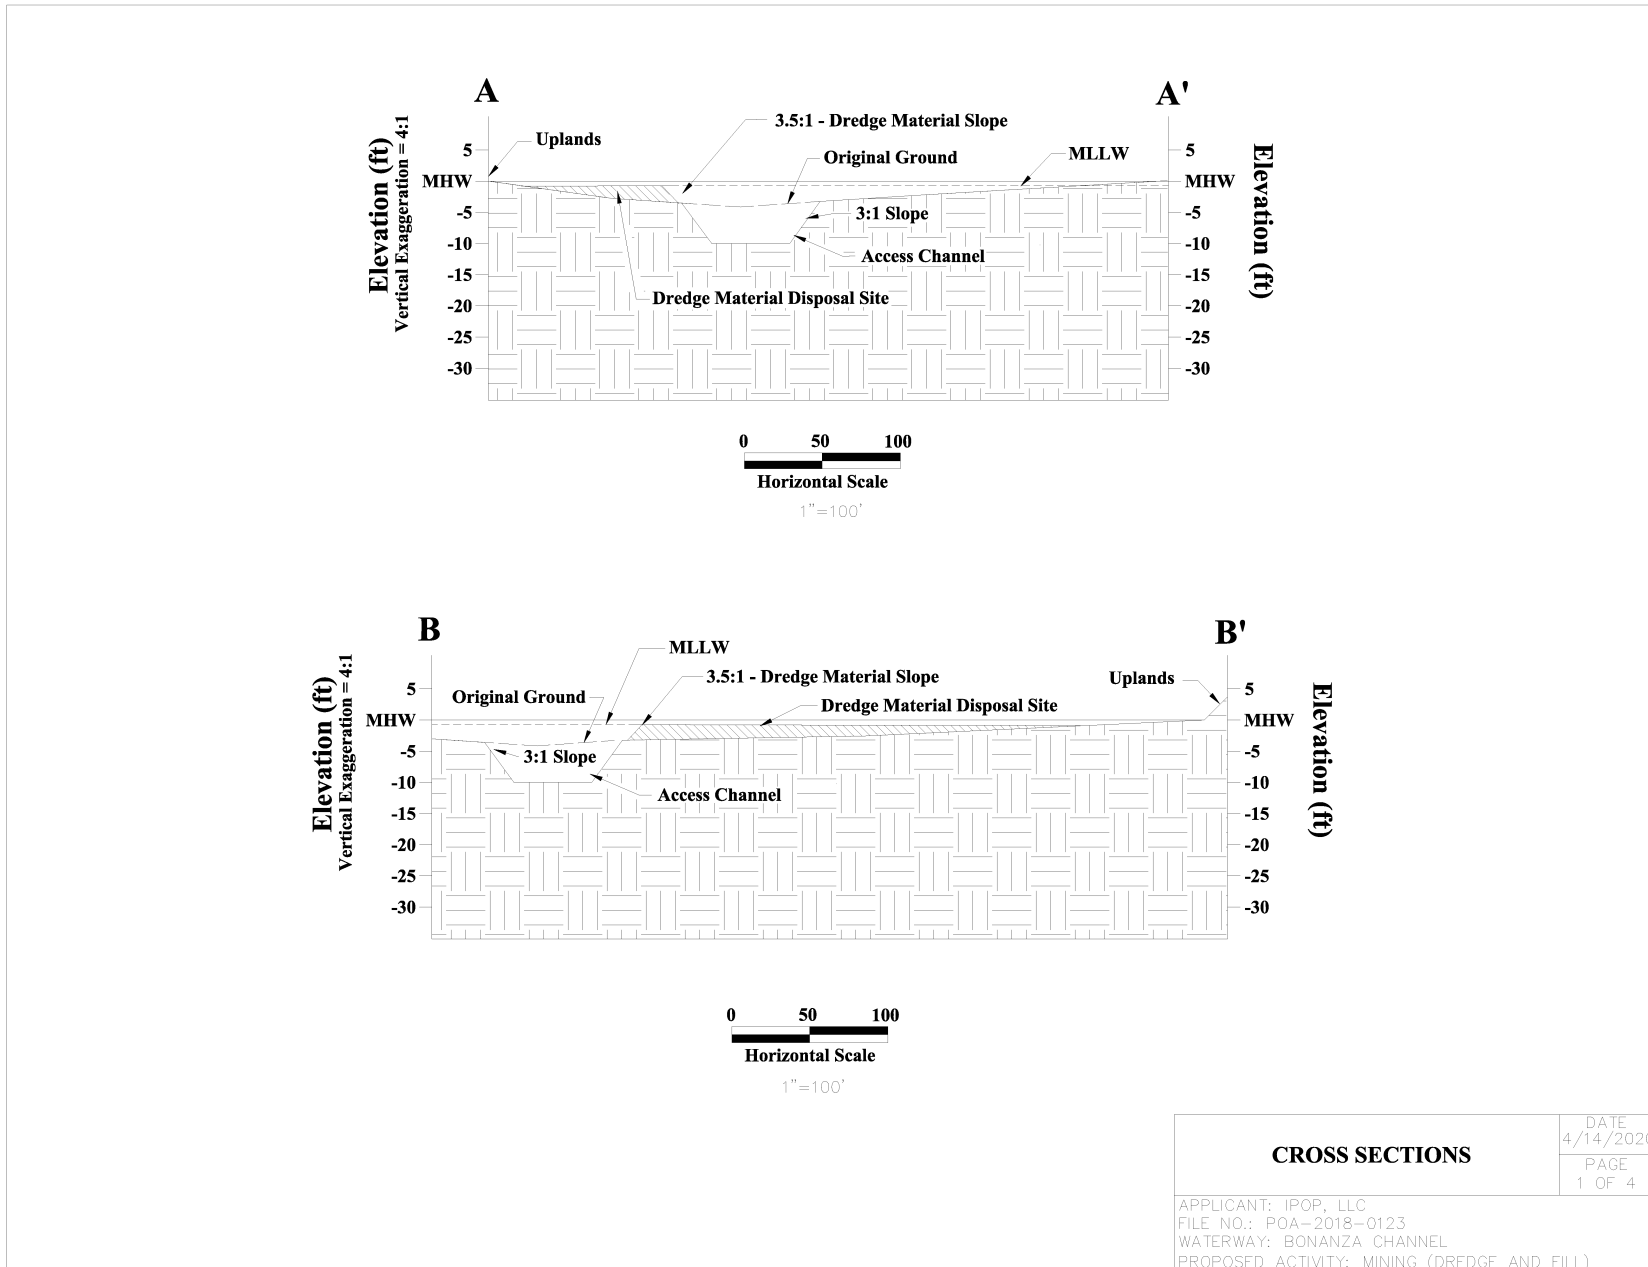 A
A'
Elevation (ft)
Vertical Exaggeration = 4:1
Uplands
3.5:1 - Dredge Material Slope
Original Ground
MLLW
5
MHW
-5
-10
-15
-20
-25
-30
3:1 Slope
Access Channel
Dredge Material Disposal Site
5
MHW
-5
-10
-15
-20
-25
-30
Elevation (ft)
0 50 100
Horizontal Scale
1"=100'
B
B'
Elevation (ft)
Vertical Exaggeration = 4:1
MLLW
3.5:1 - Dredge Material Slope
Original Ground
Dredge Material Disposal Site
Uplands
5
MHW
-5
-10
-15
-20
-25
-30
3:1 Slope
Access Channel
5
MHW
-5
-10
-15
-20
-25
-30
Elevation (ft)
0 50 100
Horizontal Scale
1"=100'
CROSS SECTIONS
DATE
4/14/2020
PAGE
1 OF 4
APPLICANT: IPOP, LLC
FILE NO.: POA-2018-0123
WATERWAY: BONANZA CHANNEL
PROPOSED ACTIVITY: MINING (DREDGE AND FILL)